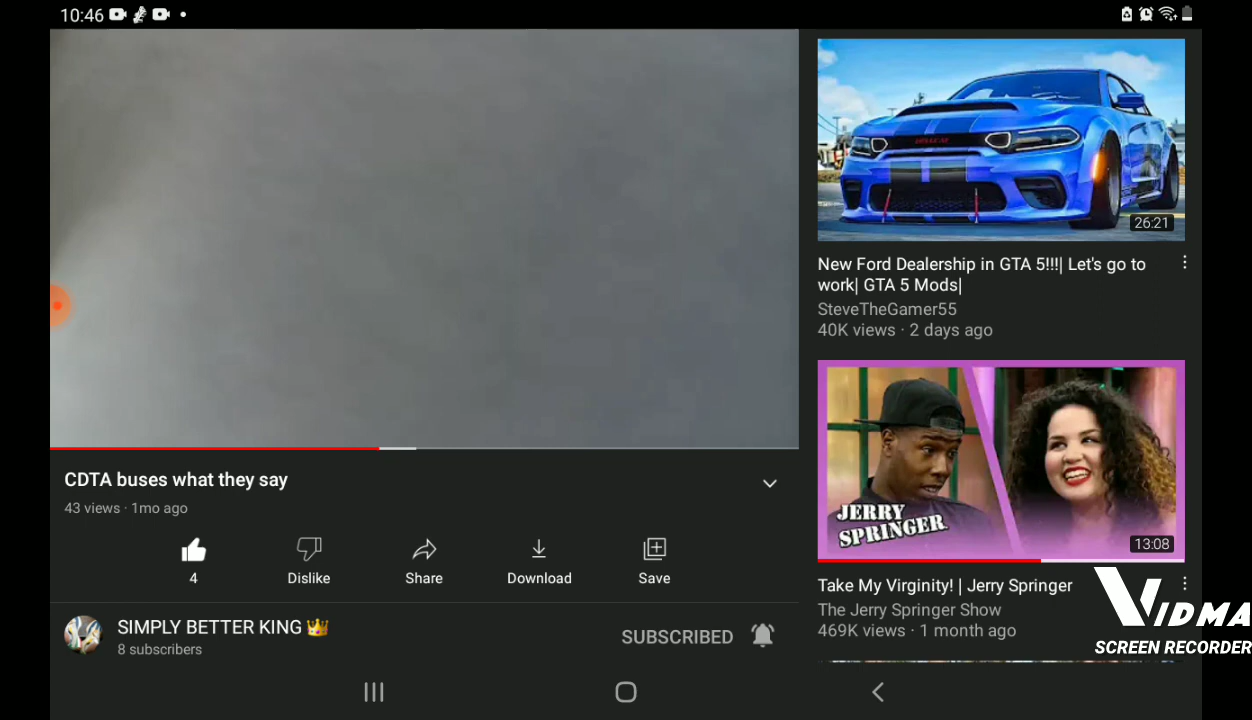 10:46
26:21
New Ford Dealership in GTA 5!!!| Let's go to
work| GTA 5 Mods|
SteveTheGamer55
40K views · 2 days ago
JERRY
SPRINGER
13:08
Take My Virginity! | Jerry Springer
The Jerry Springer Show
469K views · 1 month ago
CDTA buses what they say
43 views · 1mo ago
4
Dislike
Share
Download
Save
SIMPLY BETTER KING 👑
8 subscribers
SUBSCRIBED
VIDMA
SCREEN RECORDER